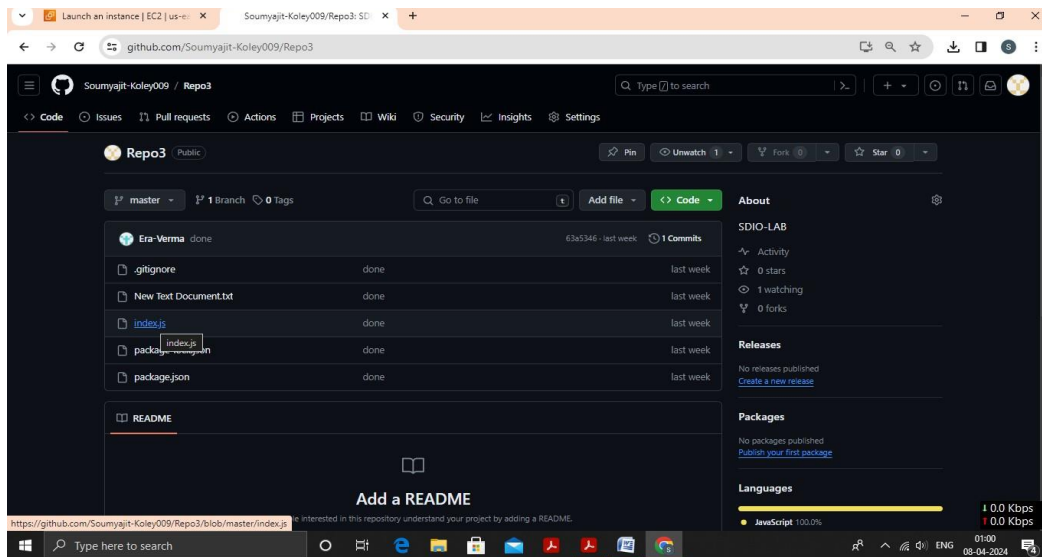 Launch an instance | EC2 | us-ea
Soumyajit-Koley009/Repo3: SD
github.com/Soumyajit-Koley009/Repo3
Soumyajit-Koley009 / Repo3
Type / to search
<> Code Issues Pull requests Actions Projects Wiki Security Insights Settings
Repo3 Public
Pin Unwatch 1 Fork 0 Star 0
master 1 Branch 0 Tags Go to file t Add file <> Code
About
SDIO-LAB
Era-Verma done 63a5346 · last week 1 Commits
Activity
.gitignore done last week
0 stars
New Text Document.txt done last week
1 watching
0 forks
index.js done last week
index.js
package-lock.json done last week
package.json done last week
Releases
No releases published
Create a new release
README
Packages
No packages published
Publish your first package
Add a README
interested in this repository understand your project by adding a README.
Languages
JavaScript 100.0%
https://github.com/Soumyajit-Koley009/Repo3/blob/master/index.js
0.0 Kbps
0.0 Kbps
Type here to search
ENG
01:00
08-04-2024
4